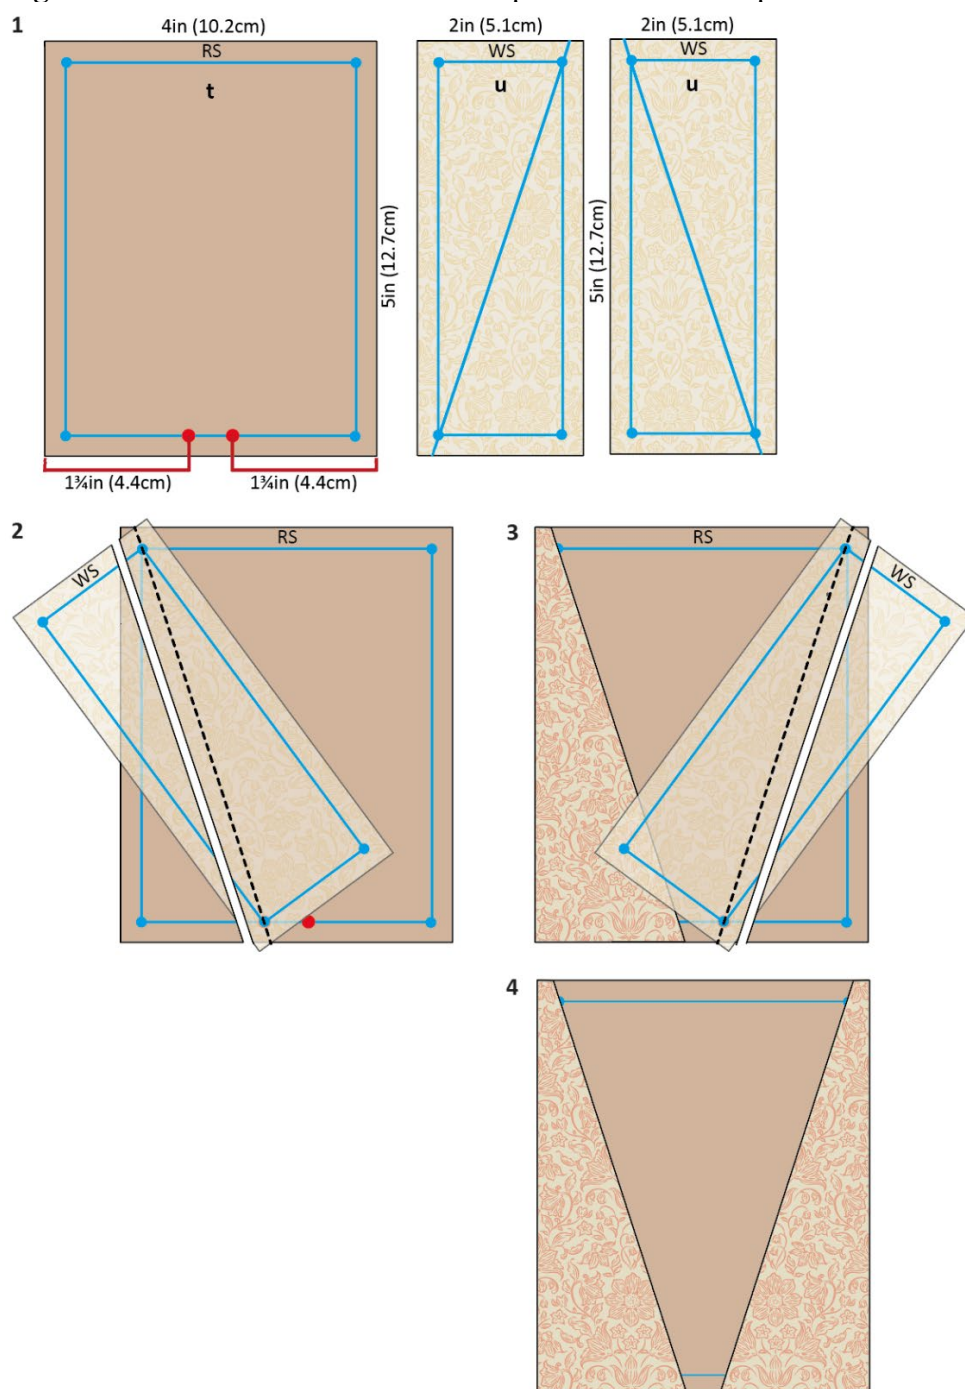 1
4in (10.2cm)
2in (5.1cm)
2in (5.1cm)
RS
WS
WS
t
u
u
5in (12.7cm)
5in (12.7cm)
1¾in (4.4cm)
1¾in (4.4cm)
2
RS
WS
3
RS
WS
4